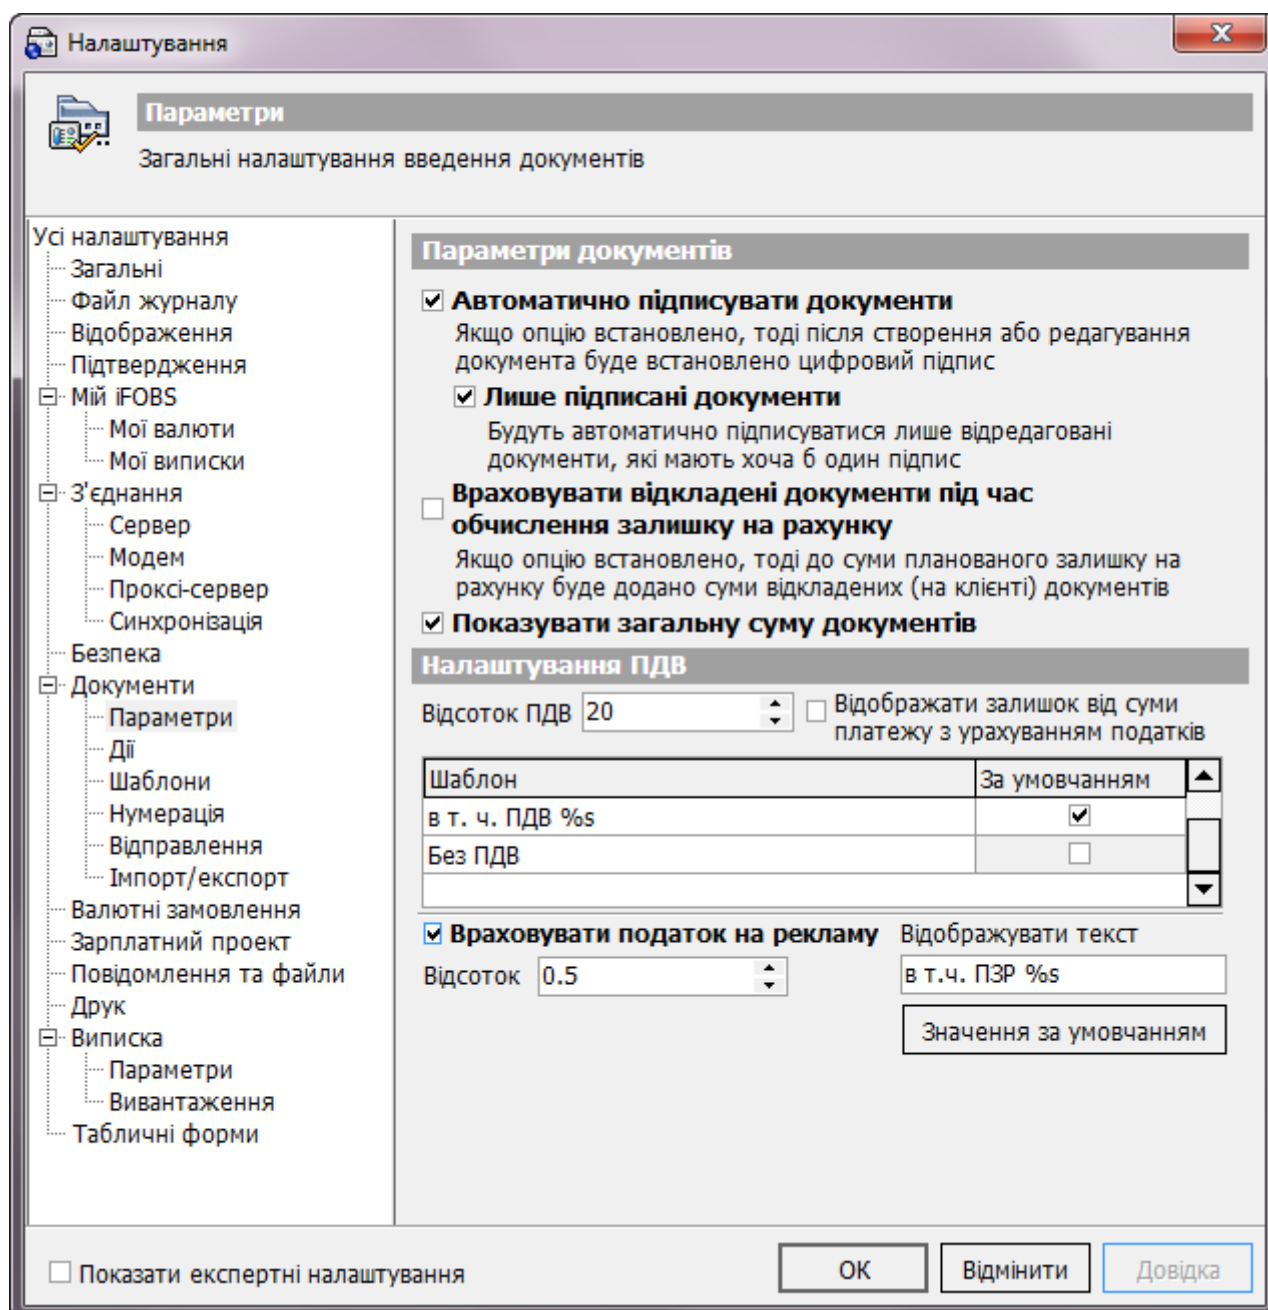 Налаштування
Параметри
Загальні налаштування введення документів
Усі налаштування
Загальні
Файл журналу
Відображення
Підтвердження
Мій iFOBS
Мої валюти
Мої виписки
З'єднання
Сервер
Модем
Проксі-сервер
Синхронізація
Безпека
Документи
Параметри
Дії
Шаблони
Нумерація
Відправлення
Імпорт/експорт
Валютні замовлення
Зарплатний проект
Повідомлення та файли
Друк
Виписка
Параметри
Вивантаження
Табличні форми
Параметри документів
Автоматично підписувати документи
Якщо опцію встановлено, тоді після створення або редагування
документа буде встановлено цифровий підпис
Лише підписані документи
Будуть автоматично підписуватися лише відредаговані
документи, які мають хоча б один підпис
Враховувати відкладені документи під час
обчислення залишку на рахунку
Якщо опцію встановлено, тоді до суми планованого залишку на
рахунку буде додано суми відкладених (на клієнті) документів
Показувати загальну суму документів
Налаштування ПДВ
Відсоток ПДВ 20
Відображати залишок від суми
платежу з урахуванням податків
Шаблон За умовчанням
в т. ч. ПДВ %s
Без ПДВ
Враховувати податок на рекламу Відображувати текст
Відсоток 0.5 в т.ч. ПЗР %s
Значення за умовчанням
Показати експертні налаштування
ОК Відмінити Довідка